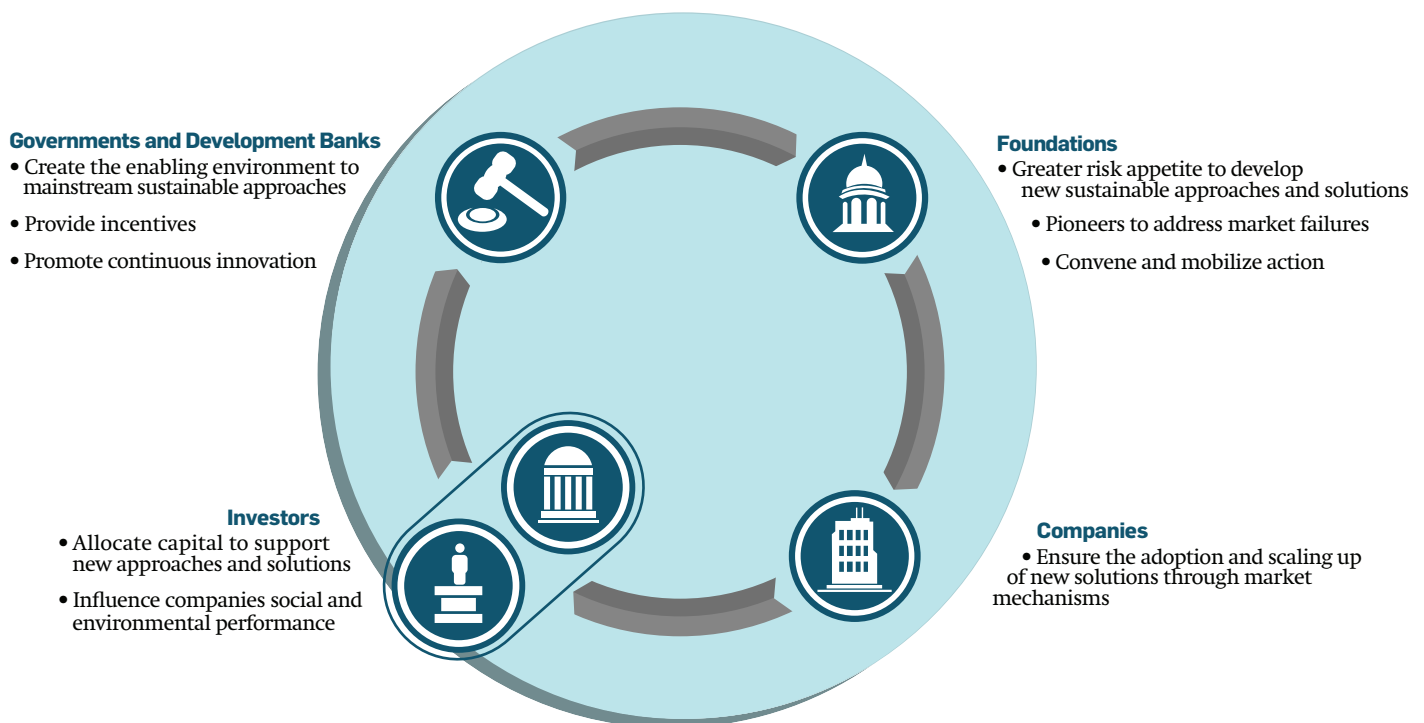 Governments and Development Banks
• Create the enabling environment to
mainstream sustainable approaches
• Provide incentives
• Promote continuous innovation
Foundations
• Greater risk appetite to develop
new sustainable approaches and solutions
• Pioneers to address market failures
• Convene and mobilize action
Investors
• Allocate capital to support
new approaches and solutions
• Influence companies social and
environmental performance
Companies
• Ensure the adoption and scaling up
of new solutions through market
mechanisms